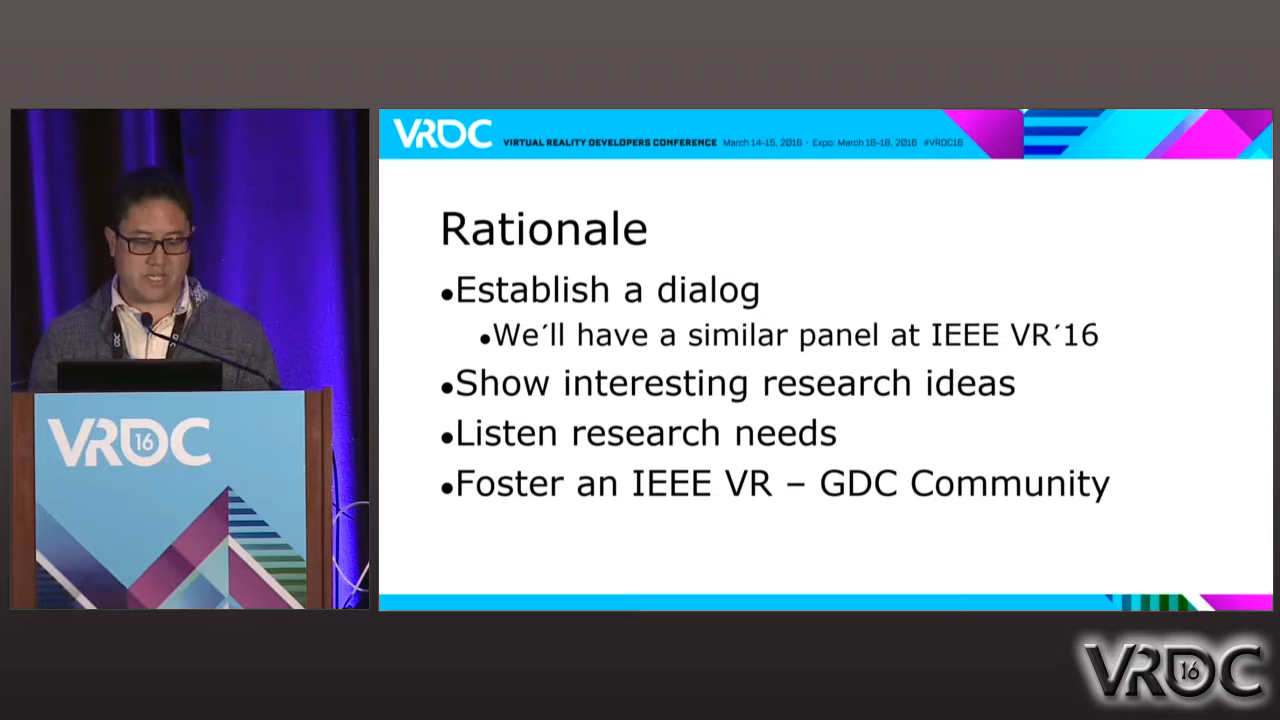 VRDC
VIRTUAL REALITY DEVELOPERS CONFERENCE March 14-15, 2016 · Expo: March 16-18, 2016 #VRDC16
Rationale
•Establish a dialog
•We´ll have a similar panel at IEEE VR´16
•Show interesting research ideas
•Listen research needs
•Foster an IEEE VR – GDC Community
VRDC 16
VRDC 16